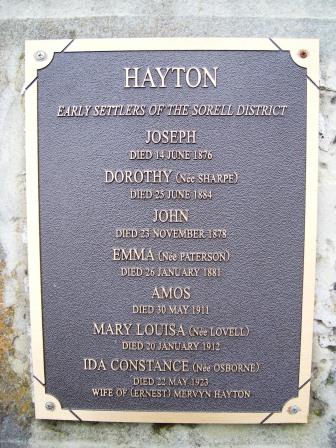 HAYTON
EARLY SETTLERS OF THE SORELL DISTRICT
JOSEPH
DIED 14 JUNE 1876
DOROTHY (Née SHARPE)
DIED 25 JUNE 1884
JOHN
DIED 23 NOVEMBER 1878
EMMA (Née PATERSON)
DIED 26 JANUARY 1881
AMOS
DIED 30 MAY 1911
MARY LOUISA (Née LOVELL)
DIED 20 JANUARY 1912
IDA CONSTANCE (Née OSBORNE)
DIED 22 MAY 1923
WIFE OF (ERNEST) MERVYN HAYTON